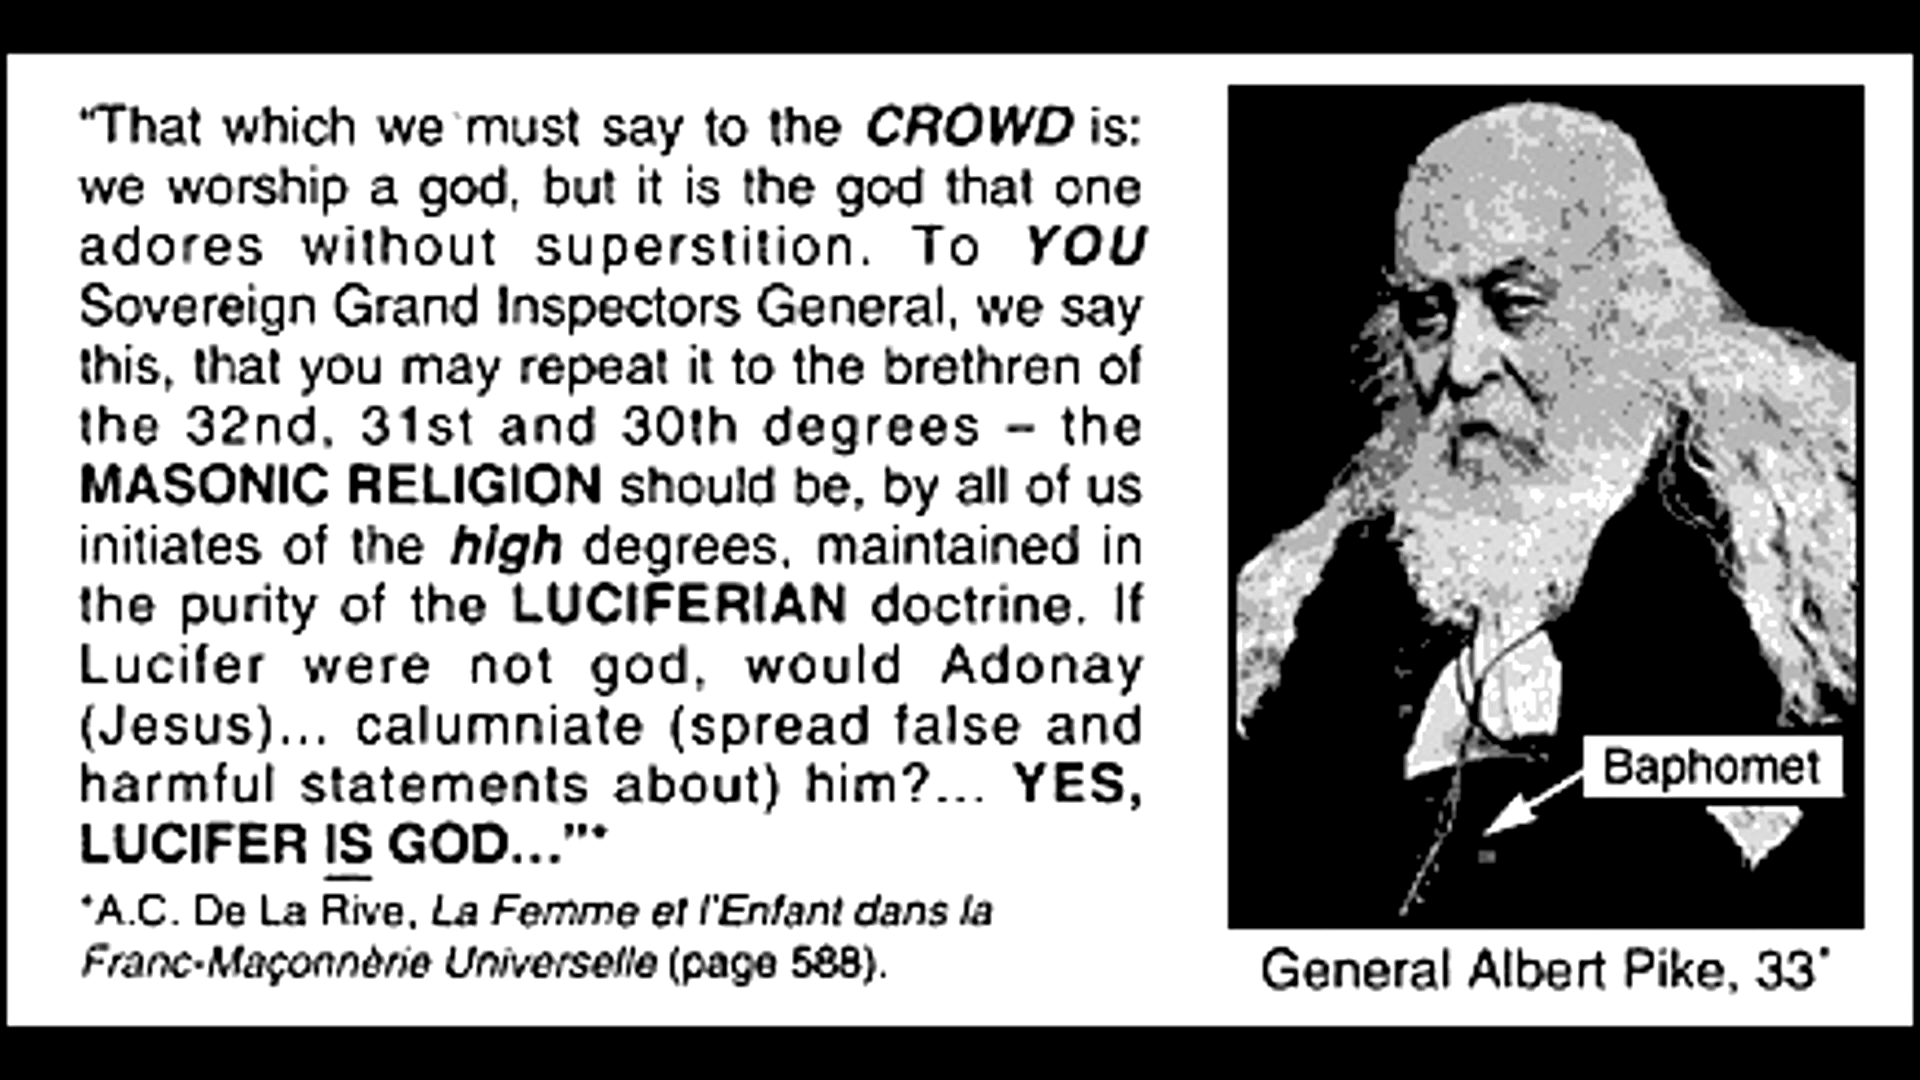 “That which we must say to the CROWD is:
we worship a god, but it is the god that one
adores without superstition. To YOU
Sovereign Grand Inspectors General, we say
this, that you may repeat it to the brethren of
the 32nd, 31st and 30th degrees – the
MASONIC RELIGION should be, by all of us
initiates of the high degrees, maintained in
the purity of the LUCIFERIAN doctrine. If
Lucifer were not god, would Adonay
(Jesus)... calumniate (spread false and
harmful statements about) him?... YES,
LUCIFER IS GOD...”*
*A.C. De La Rive, La Femme et l'Enfant dans la
Franc-Maçonnèrie Universelle (page 588).
Baphomet
General Albert Pike, 33°